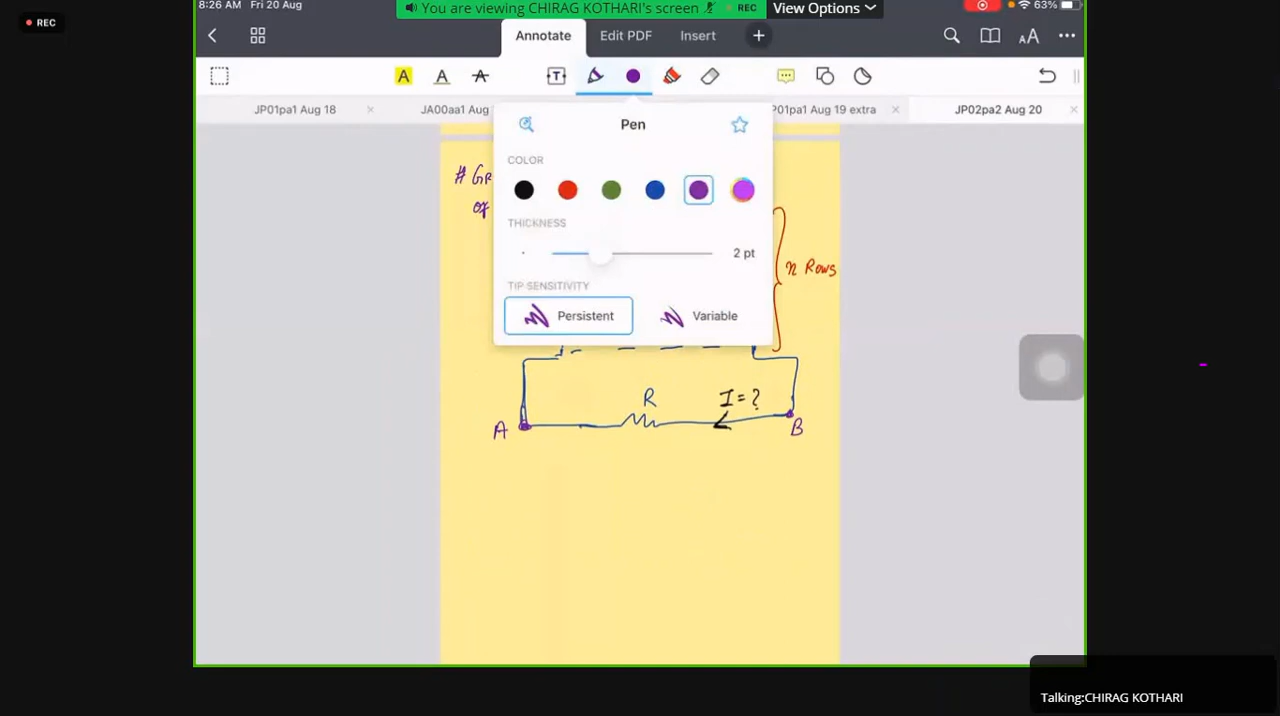 REC
8:26 AM Fri 20 Aug
You are viewing CHIRAG KOTHARI's screen
REC
View Options
63%
Annotate
Edit PDF
Insert
+
AA
A A A T
JP01pa1 Aug 18
JA00aa1 Aug
P01pa1 Aug 19 extra
JP02pa2 Aug 20
Pen
COLOR
THICKNESS
2 pt
TIP SENSITIVITY
Persistent
Variable
# GR
of
n Rows
R
I = ?
A
B
Talking:CHIRAG KOTHARI